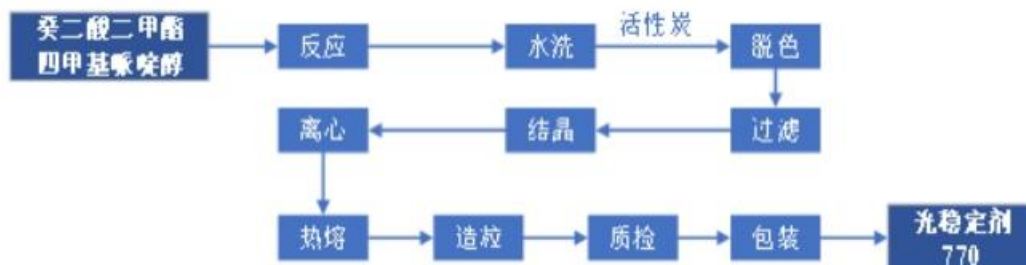 癸二酸二甲酯
四甲基哌啶醇
反应
水洗
活性炭
脱色
离心
结晶
过滤
热熔
造粒
质检
包装
光稳定剂
770